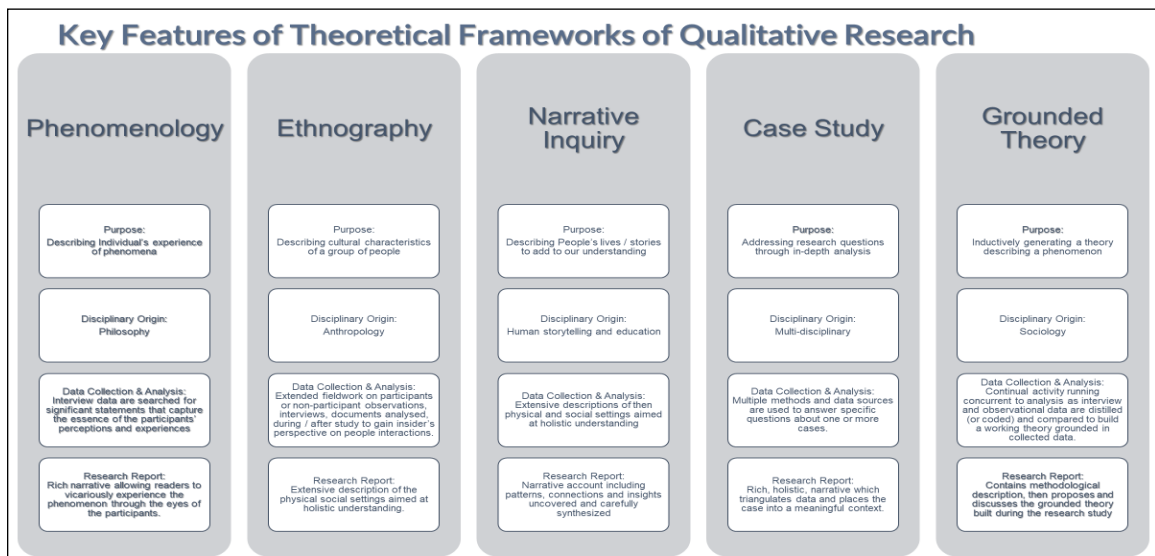 Key Features of Theoretical Frameworks of Qualitative Research
Phenomenology
Purpose:
Describing Individual's experience
of phenomena
Disciplinary Origin:
Philosophy
Data Collection & Analysis:
Interview data are searched for
significant statements that capture
the essence of the participants'
perceptions and experiences
Research Report:
Rich narrative allowing readers to
vicariously experience the
phenomenon through the eyes of
the participants.
Ethnography
Purpose:
Describing cultural characteristics
of a group of people
Disciplinary Origin:
Anthropology
Data Collection & Analysis:
Extended fieldwork on participants
or non-participant observations,
interviews, documents analysed,
during / after study to gain insider's
perspective on people interactions.
Research Report:
Extensive description of the
physical social settings aimed at
holistic understanding.
Narrative
Inquiry
Purpose:
Describing People's lives / stories
to add to our understanding
Disciplinary Origin:
Human storytelling and education
Data Collection & Analysis:
Extensive descriptions of then
physical and social settings aimed at
holistic understanding
Research Report:
Narrative account including
patterns, connections and insights
uncovered and carefully
synthesized
Case Study
Purpose:
Addressing research questions
through in-depth analysis
Disciplinary Origin:
Multi-disciplinary
Data Collection & Analysis:
Multiple methods and data sources
are used to answer specific
questions about one or more
cases.
Research Report:
Rich, holistic, narrative which
triangulates data and places the
case into a meaningful context.
Grounded
Theory
Purpose:
Inductively generating a theory
describing a phenomenon
Disciplinary Origin:
Sociology
Data Collection & Analysis:
Continual activity running
concurrent to analysis as interview
and observational data are distilled
(or coded) and compared to build
a working theory grounded in
collected data.
Research Report:
Contains methodological
description, then proposes and
discusses the grounded theory
built during the research study